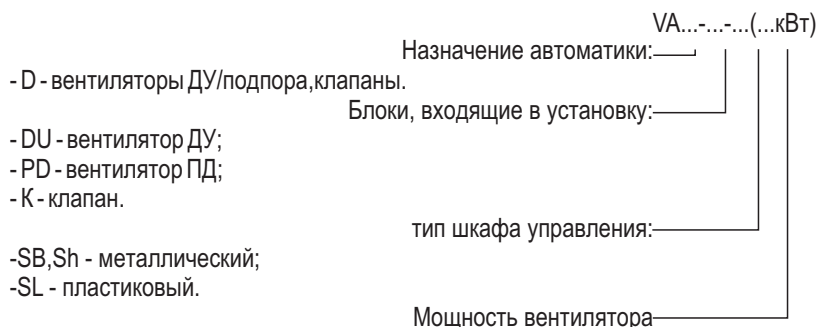 VA...-...-...(...кВт)
Назначение автоматики:
- D - вентиляторы ДУ/подпора,клапаны.
Блоки, входящие в установку:
- DU - вентилятор ДУ;
- PD - вентилятор ПД;
- К - клапан.
тип шкафа управления:
-SB,Sh - металлический;
-SL - пластиковый.
Мощность вентилятора